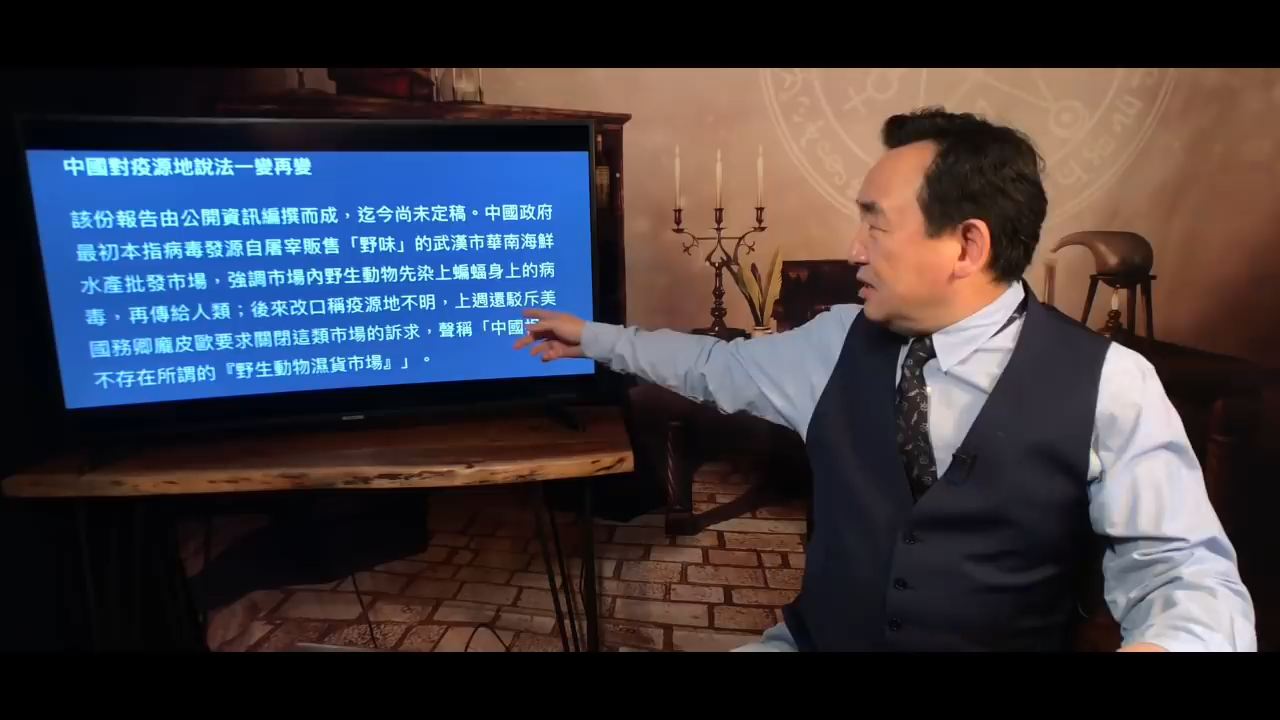 中國對疫源地說法一變再變
該份報告由公開資訊編撰而成，迄今尚未定稿。中國政府
最初本指病毒發源自屠宰販售「野味」的武漢市華南海鮮
水產批發市場，強調市場內野生動物先染上蝙蝠身上的病
毒，再傳給人類；後來改口稱疫源地不明，上週還駁斥美
國務卿龐皮歐要求關閉這類市場的訴求，聲稱「中國
不存在所謂的『野生動物濕貨市場』」。